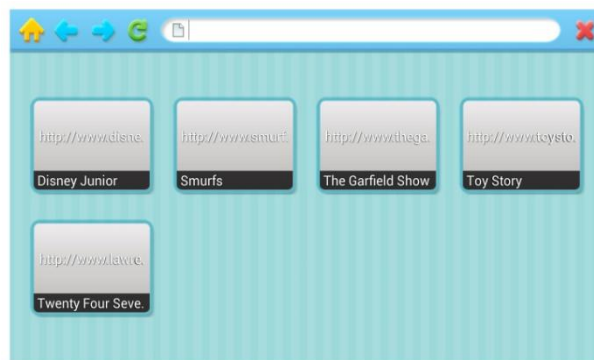 http://www.disne.
http://www.smurf.
http://www.thega.
http://www.toysto.
Disney Junior
Smurfs
The Garfield Show
Toy Story
http://www.lawre.
Twenty Four Seve.